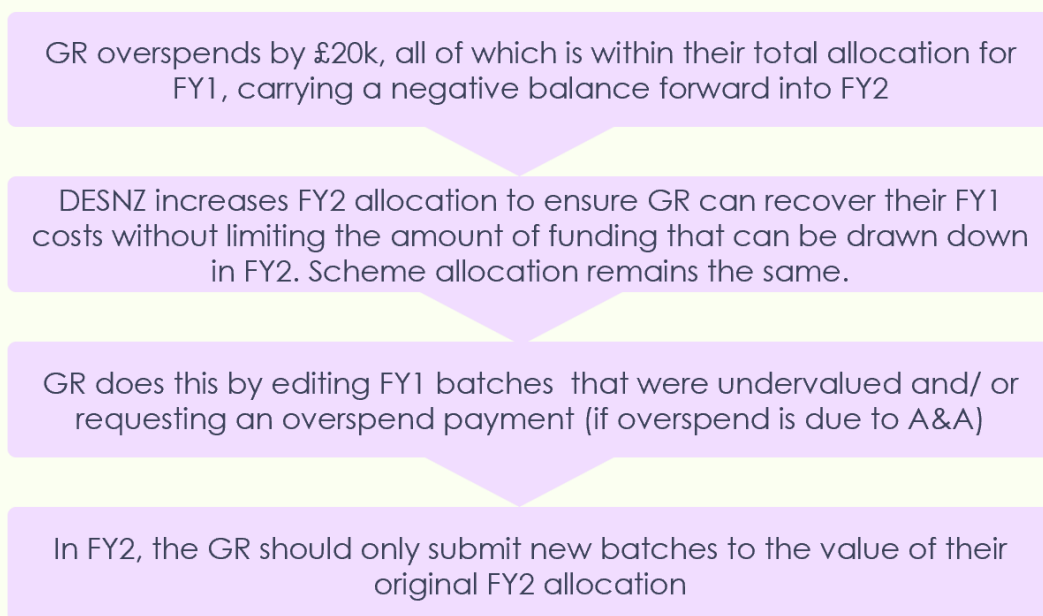 GR overspends by £20k, all of which is within their total allocation for
FY1, carrying a negative balance forward into FY2
DESNZ increases FY2 allocation to ensure GR can recover their FY1
costs without limiting the amount of funding that can be drawn down
in FY2. Scheme allocation remains the same.
GR does this by editing FY1 batches  that were undervalued and/ or
requesting an overspend payment (if overspend is due to A&A)
In FY2, the GR should only submit new batches to the value of their
original FY2 allocation